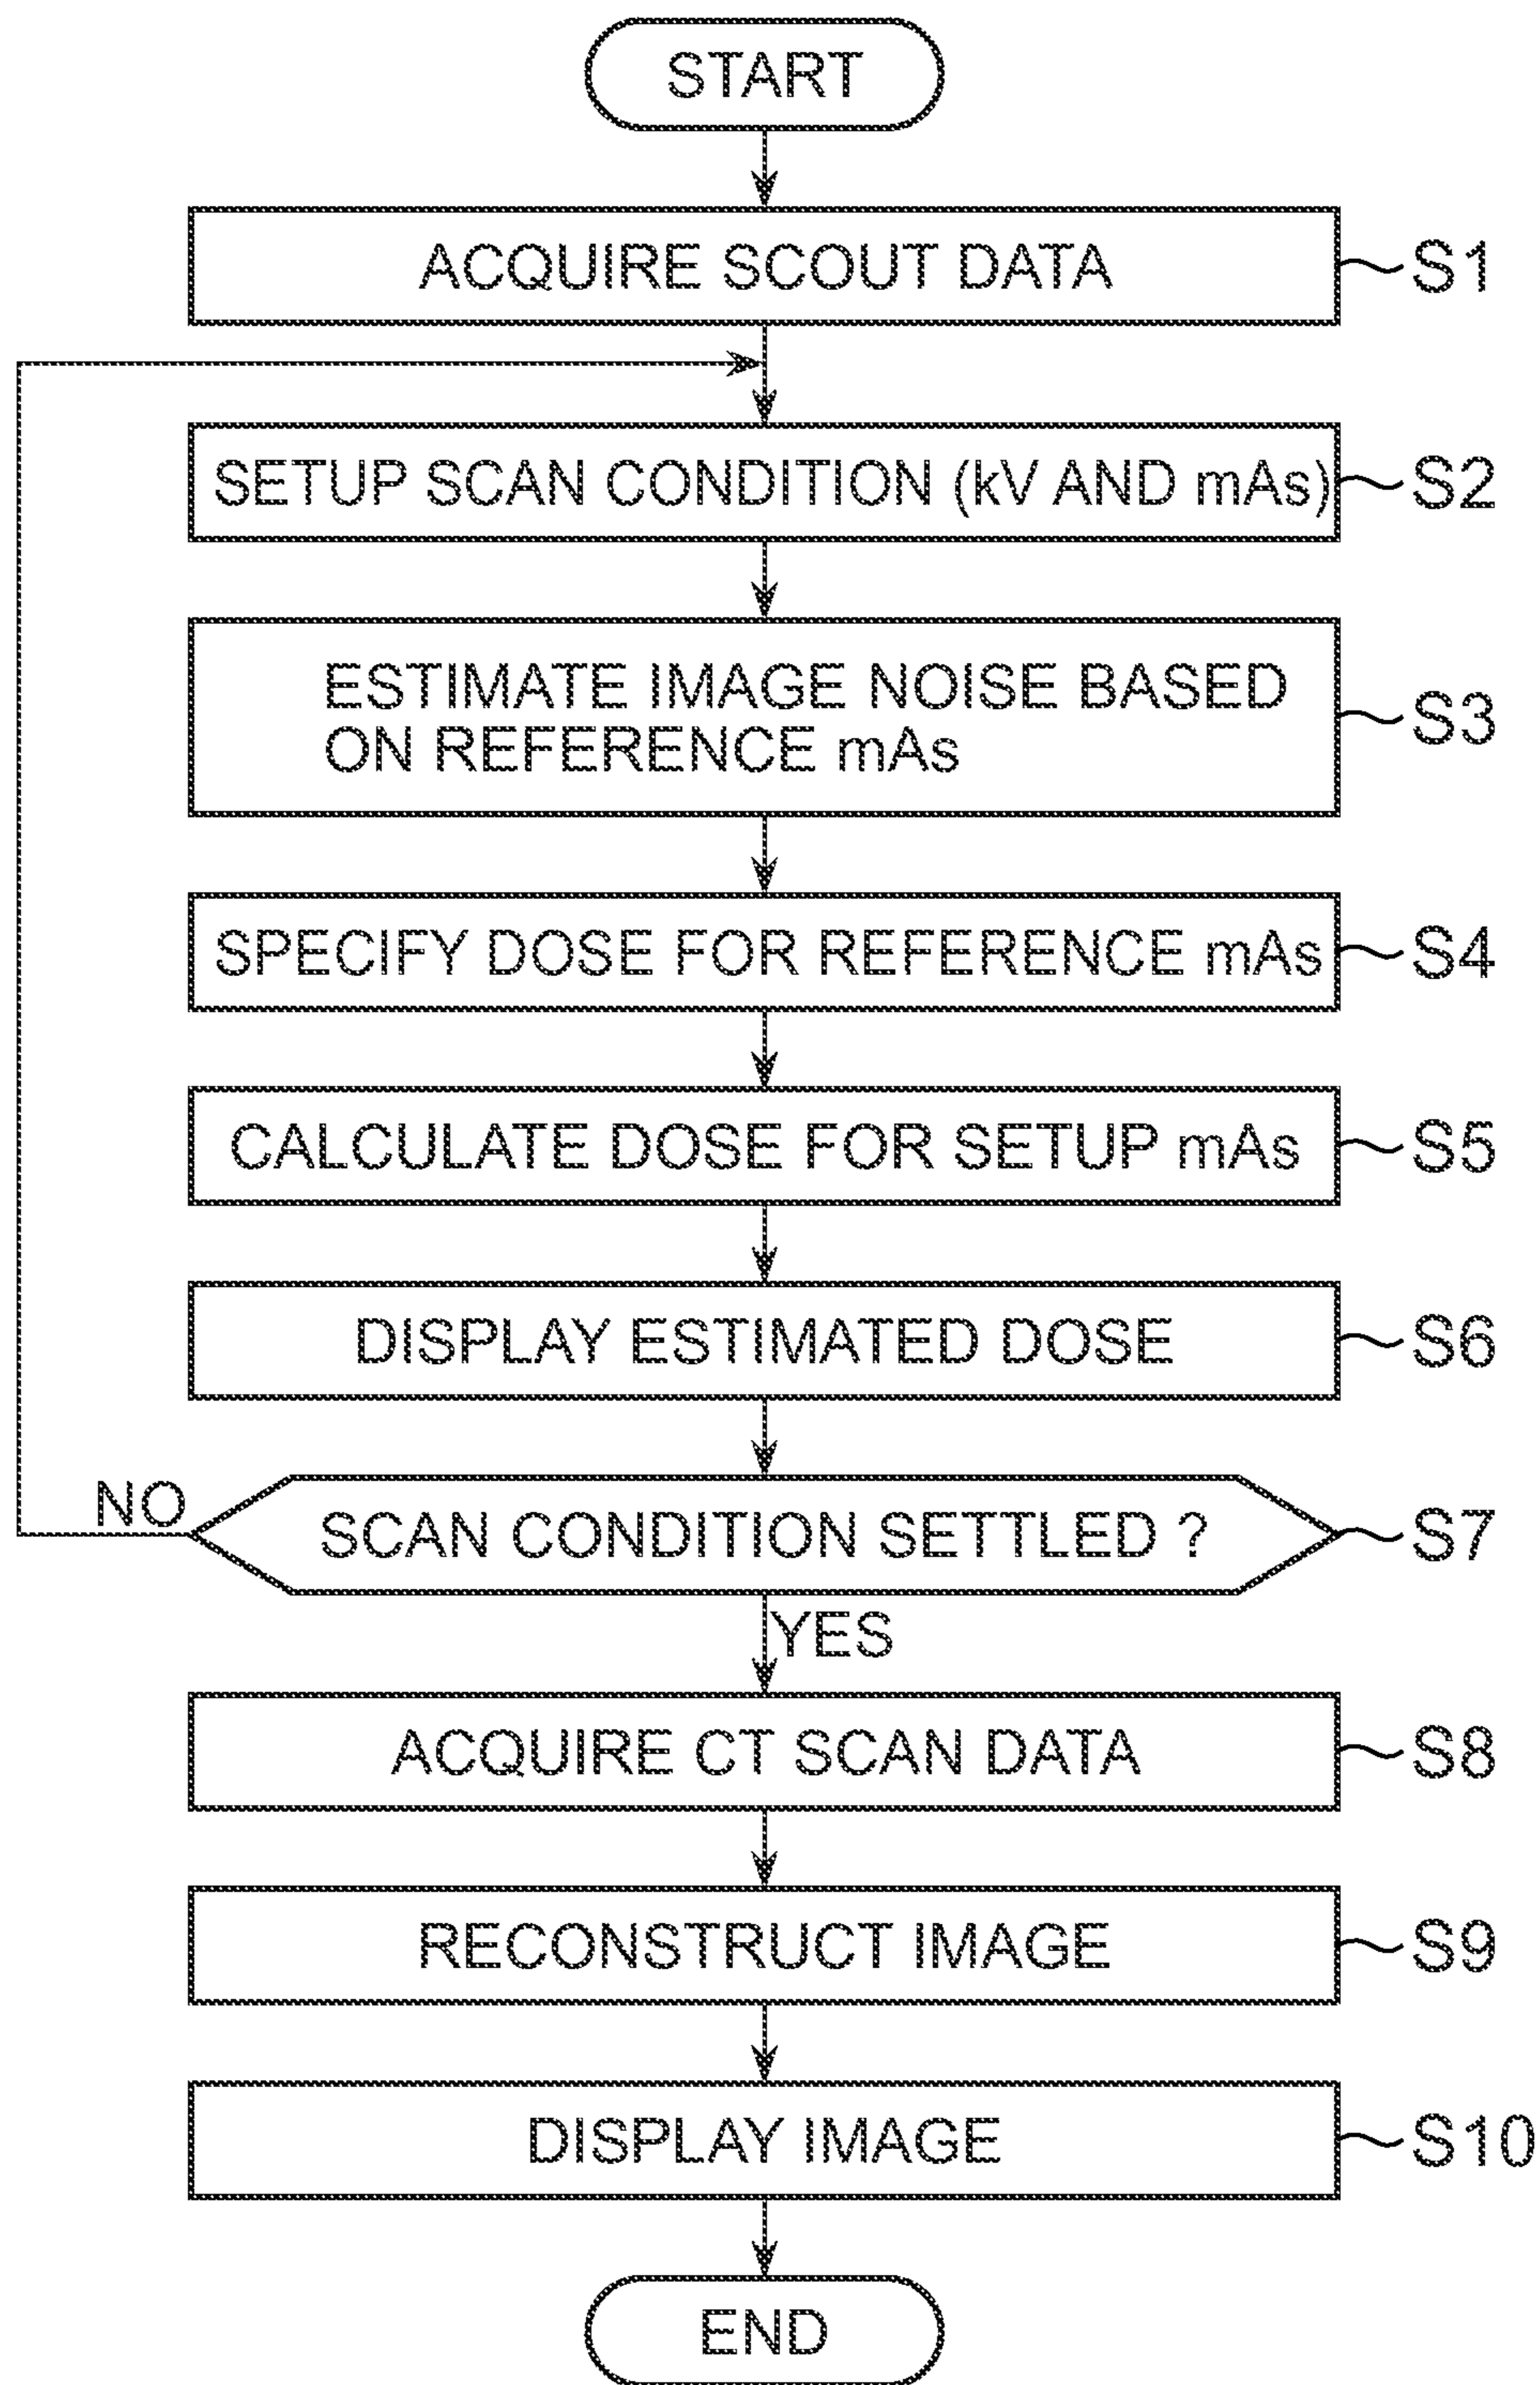 START
ACQUIRE SCOUT DATA
S1
SETUP SCAN CONDITION (kV AND mAs)
S2
ESTIMATE IMAGE NOISE BASED
ON REFERENCE mAs
S3
SPECIFY DOSE FOR REFERENCE mAs
S4
CALCULATE DOSE FOR SETUP mAs
S5
DISPLAY ESTIMATED DOSE
S6
NO
SCAN CONDITION SETTLED ?
S7
YES
ACQUIRE CT SCAN DATA
S8
RECONSTRUCT IMAGE
S9
DISPLAY IMAGE
S10
END